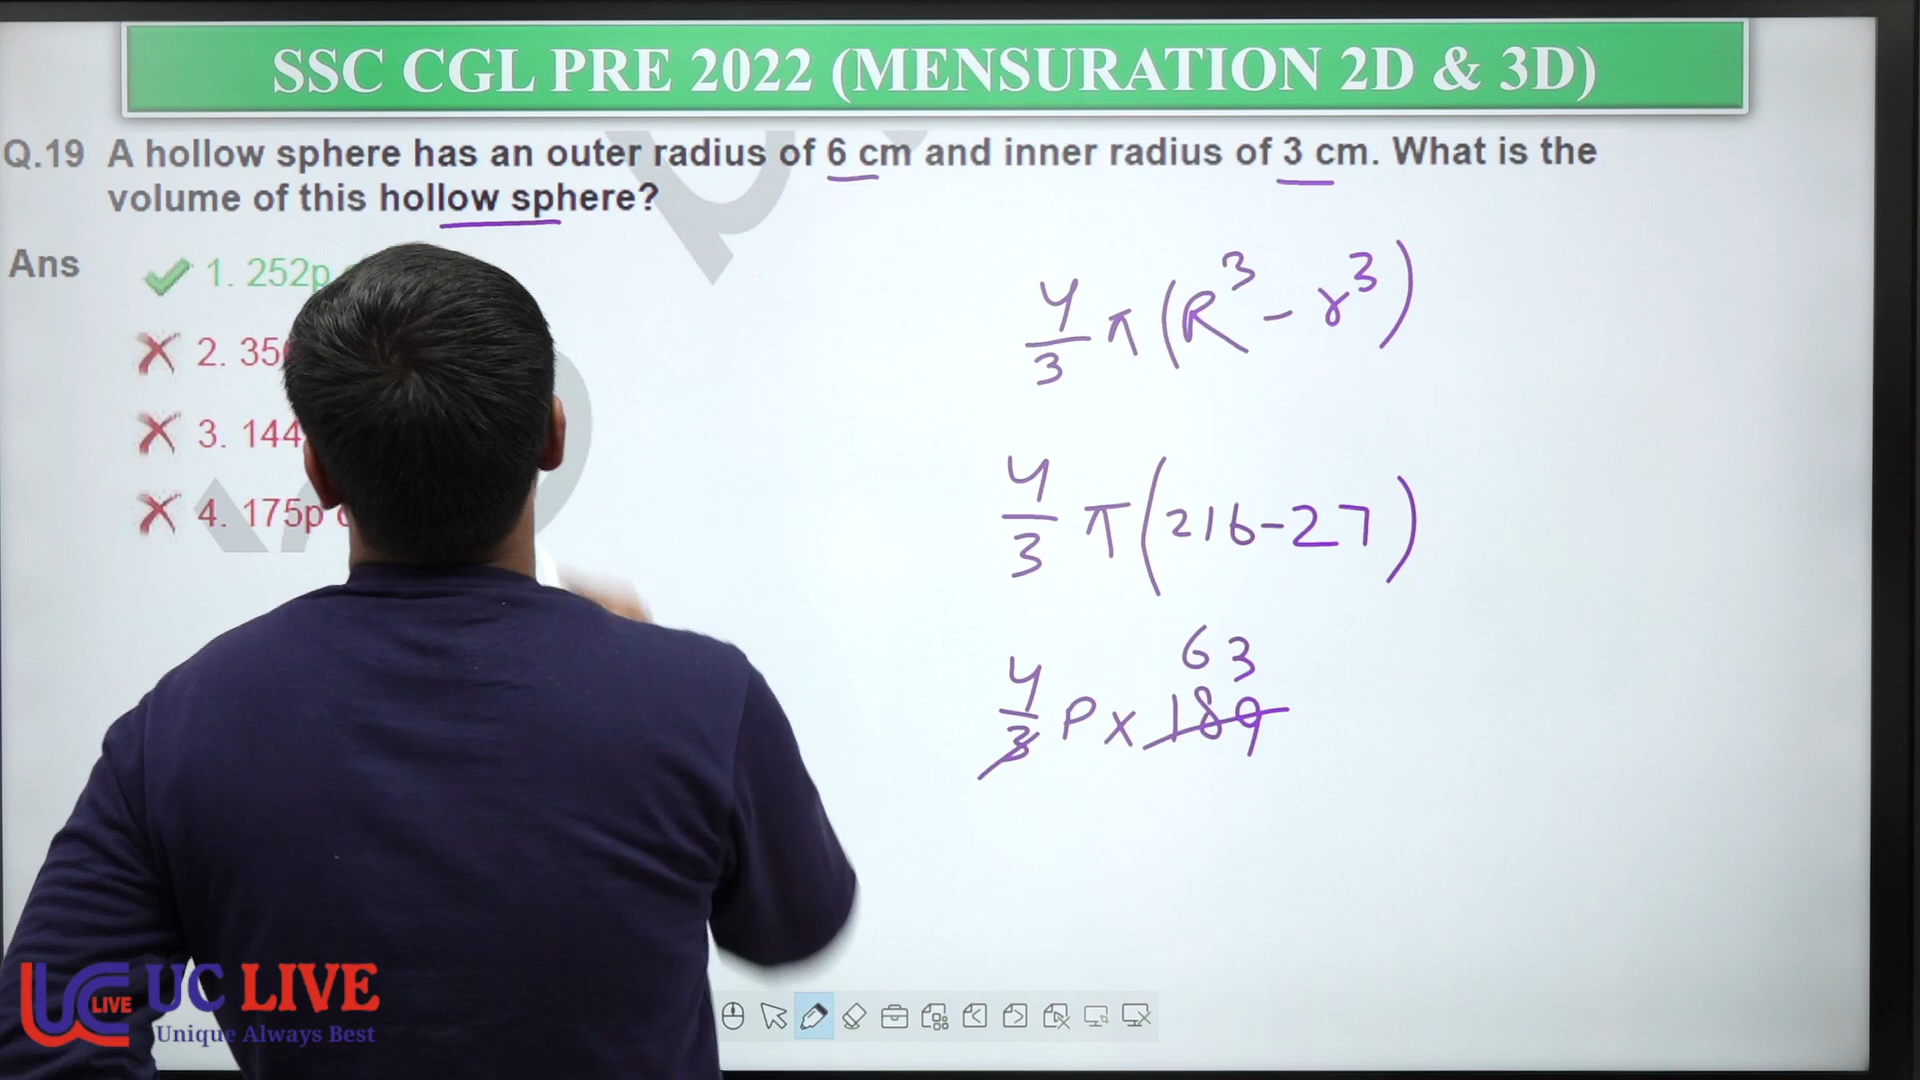 SSC CGL PRE 2022 (MENSURATION 2D & 3D)
Q.19 A hollow sphere has an outer radius of 6 cm and inner radius of 3 cm. What is the
volume of this hollow sphere?
Ans
1. 252p
2. 35
3. 144
4. 175p
4/3 π (R³ - r³)
4/3 π (216-27)
63
4/3 P x 189
LIVE
UC LIVE
Unique Always Best